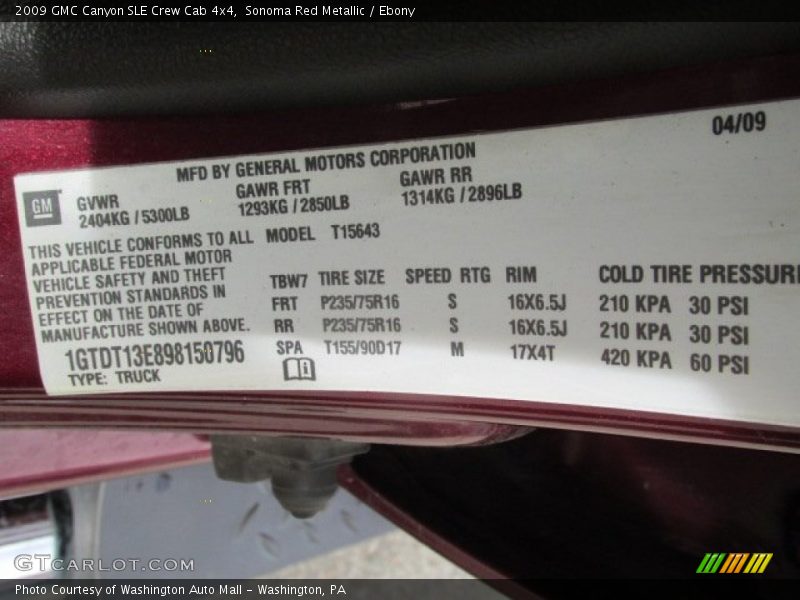 2009 GMC Canyon SLE Crew Cab 4x4, Sonoma Red Metallic / Ebony
04/09
MFD BY GENERAL MOTORS CORPORATION
GM
GVWR GAWR FRT GAWR RR
2404KG / 5300LB 1293KG / 2850LB 1314KG / 2896LB
THIS VEHICLE CONFORMS TO ALL
APPLICABLE FEDERAL MOTOR
VEHICLE SAFETY AND THEFT
PREVENTION STANDARDS IN
EFFECT ON THE DATE OF
MANUFACTURE SHOWN ABOVE.
1GTDT13E898150796
TYPE: TRUCK
MODEL T15643
TBW7 TIRE SIZE SPEED RTG RIM COLD TIRE PRESSURE
FRT P235/75R16 S 16X6.5J 210 KPA 30 PSI
RR P235/75R16 S 16X6.5J 210 KPA 30 PSI
SPA T155/90D17 M 17X4T 420 KPA 60 PSI
GTCARLOT.COM
Photo Courtesy of Washington Auto Mall - Washington, PA